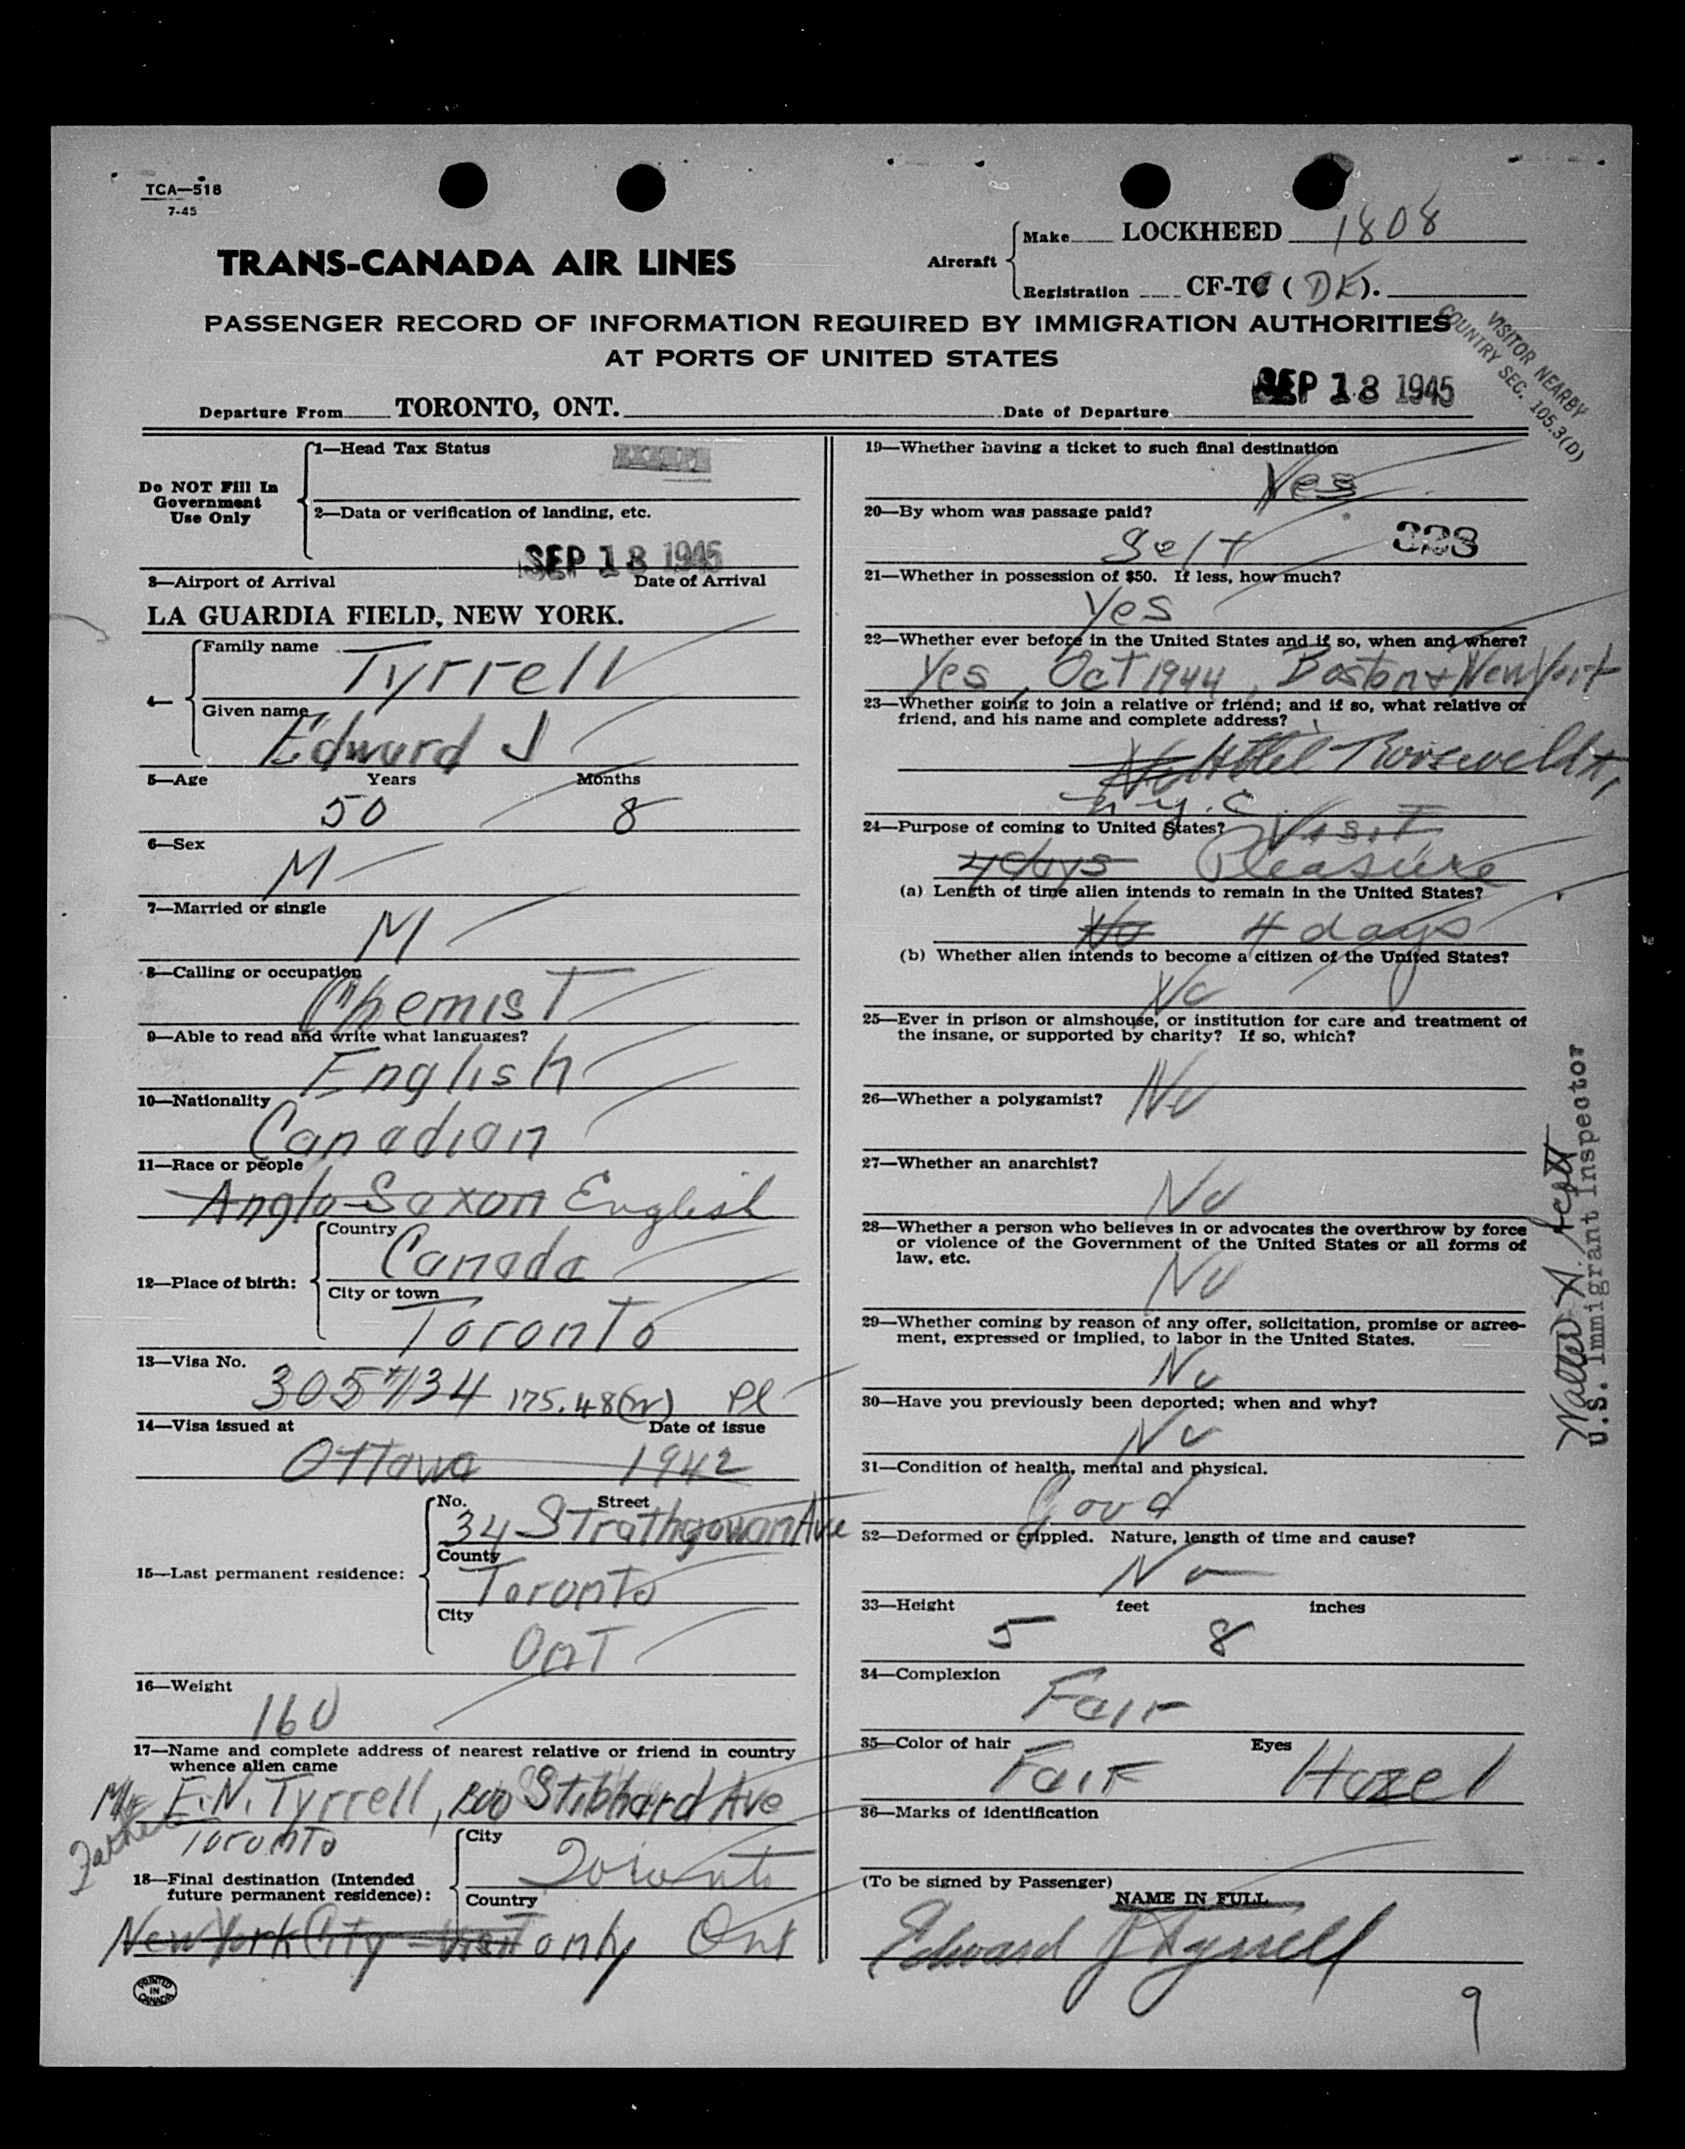 TCA—518
7-45
TRANS-CANADA AIR LINES
Aircraft
Make LOCKHEED 1808
Registration CF-TC (DK).
PASSENGER RECORD OF INFORMATION REQUIRED BY IMMIGRATION AUTHORITIES
AT PORTS OF UNITED STATES
VISITOR NEARBY
COUNTRY SEC. 105.3(D)
Departure From TORONTO, ONT. Date of Departure SEP 18 1945
Do NOT Fill In
Government
Use Only
1—Head Tax Status EXEMPT
2—Data or verification of landing, etc.
SEP 18 1945
3—Airport of Arrival Date of Arrival
LA GUARDIA FIELD, NEW YORK.
4— Family name Tyrrell
Given name Edward J
5—Age Years Months
50 8
6—Sex
M
7—Married or single
M
8—Calling or occupation
Chemist
9—Able to read and write what languages?
English
10—Nationality
Canadian
11—Race or people
Anglo-Saxon English
12—Place of birth:
Country
Canada
City or town
Toronto
13—Visa No.
305 134 175.48(w) Pl
14—Visa issued at Date of issue
Ottawa 1942
15—Last permanent residence:
No. Street
34 Strathgowan Ave
County
Toronto
City
Ont
16—Weight
160
17—Name and complete address of nearest relative or friend in country
whence alien came
E.N. Tyrrell, Stibbard Ave
Father Toronto
18—Final destination (Intended
future permanent residence):
City
Toronto
Country
New York City Visit only Ont
PRINTED
IN
CANADA
19—Whether having a ticket to such final destination
Yes
20—By whom was passage paid?
Self 323
21—Whether in possession of $50. If less, how much?
Yes
22—Whether ever before in the United States and if so, when and where?
Yes, Oct 1944, Boston + New York
23—Whether going to join a relative or friend; and if so, what relative or
friend, and his name and complete address?
No Hotel Roosevelt,
N.Y.C.
24—Purpose of coming to United States? Visit
4 days Pleasure
(a) Length of time alien intends to remain in the United States?
No 4 days
(b) Whether alien intends to become a citizen of the United States?
No
25—Ever in prison or almshouse, or institution for care and treatment of
the insane, or supported by charity? If so, which?
No
26—Whether a polygamist?
No
27—Whether an anarchist?
No
28—Whether a person who believes in or advocates the overthrow by force
or violence of the Government of the United States or all forms of
law, etc.
No
29—Whether coming by reason of any offer, solicitation, promise or agree-
ment, expressed or implied, to labor in the United States.
No
30—Have you previously been deported; when and why?
No
31—Condition of health, mental and physical.
Good
32—Deformed or crippled. Nature, length of time and cause?
No
33—Height feet inches
5 8
34—Complexion
Fair
35—Color of hair Eyes
Fair Hazel
36—Marks of identification
(To be signed by Passenger)
NAME IN FULL
Edward J Tyrrell
9
Walter A.
U.S. Immigrant Inspector